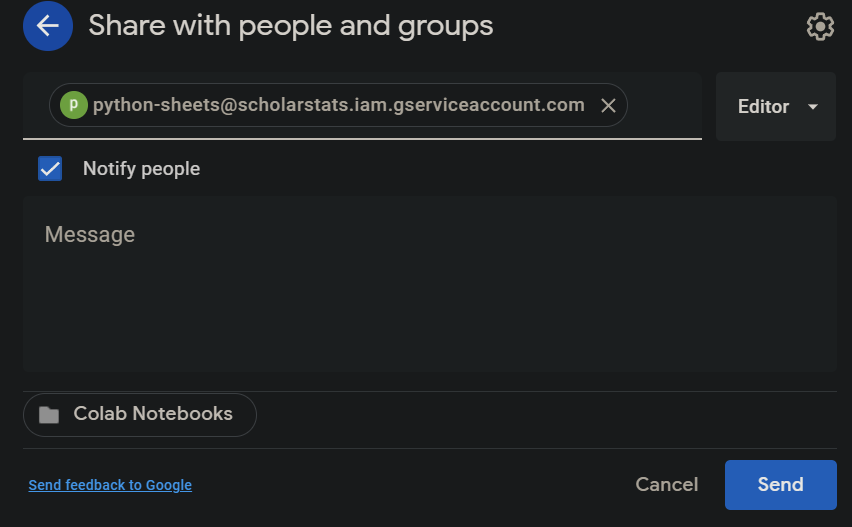 Share with people and groups
p python-sheets@scholarstats.iam.gserviceaccount.com
Editor
Notify people
Message
Colab Notebooks
Send feedback to Google
Cancel
Send